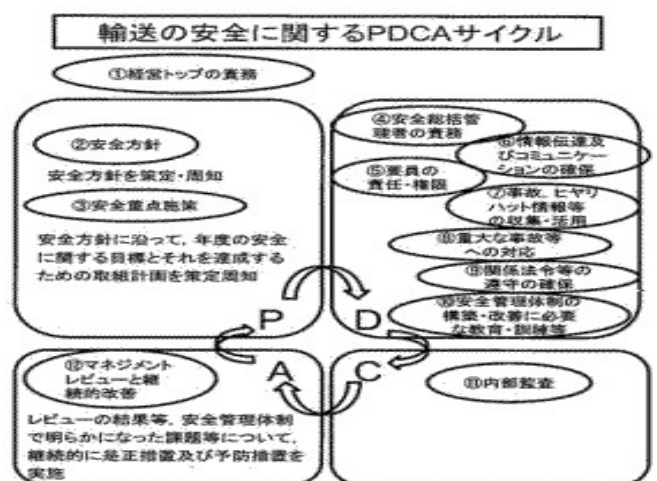 輸送の安全に関するPDCAサイクル
①経営トップの責務
②安全方針
安全方針を策定・周知
③安全重点施策
安全方針に沿って，年度の安全
に関する目標とそれを達成する
ための取組計画を策定周知
P
④安全総括管
理者の責務
⑤要員の
責任・権限
⑥情報伝達及
びコミュニケー
ションの確保
⑦事故，ヒヤリ
ハット情報等
の収集・活用
⑧重大な事故等
への対応
⑨関係法令等の
遵守の確保
⑩安全管理体制の
構築・改善に必要
な教育・訓練等
D
⑫マネジメント
レビューと継
続的改善
A
レビューの結果等，安全管理体制
で明らかになった課題等について，
継続的に是正措置及び予防措置を
実施
C
⑪内部監査